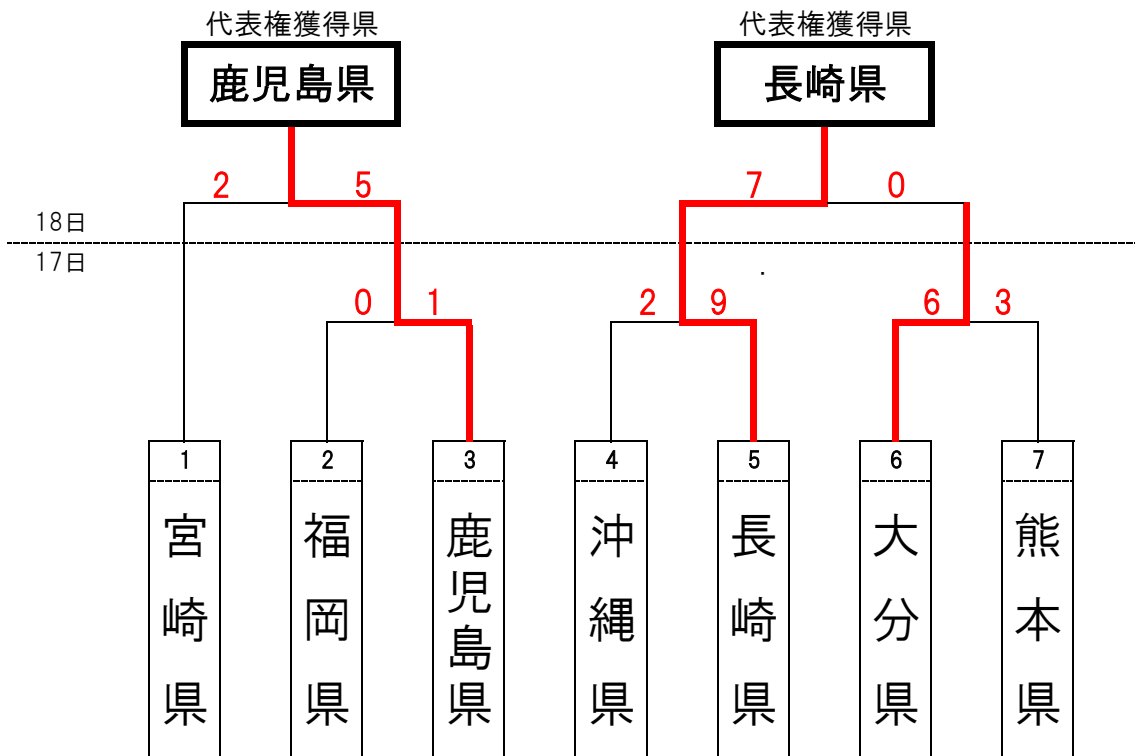 代表権獲得県 代表権獲得県
鹿児島県 長崎県
2 5 7 0
18日
17日
0 1 2 9 6 3
1 2 3 4 5 6 7
宮崎県
福岡県
鹿児島県
沖縄県
長崎県
大分県
熊本県